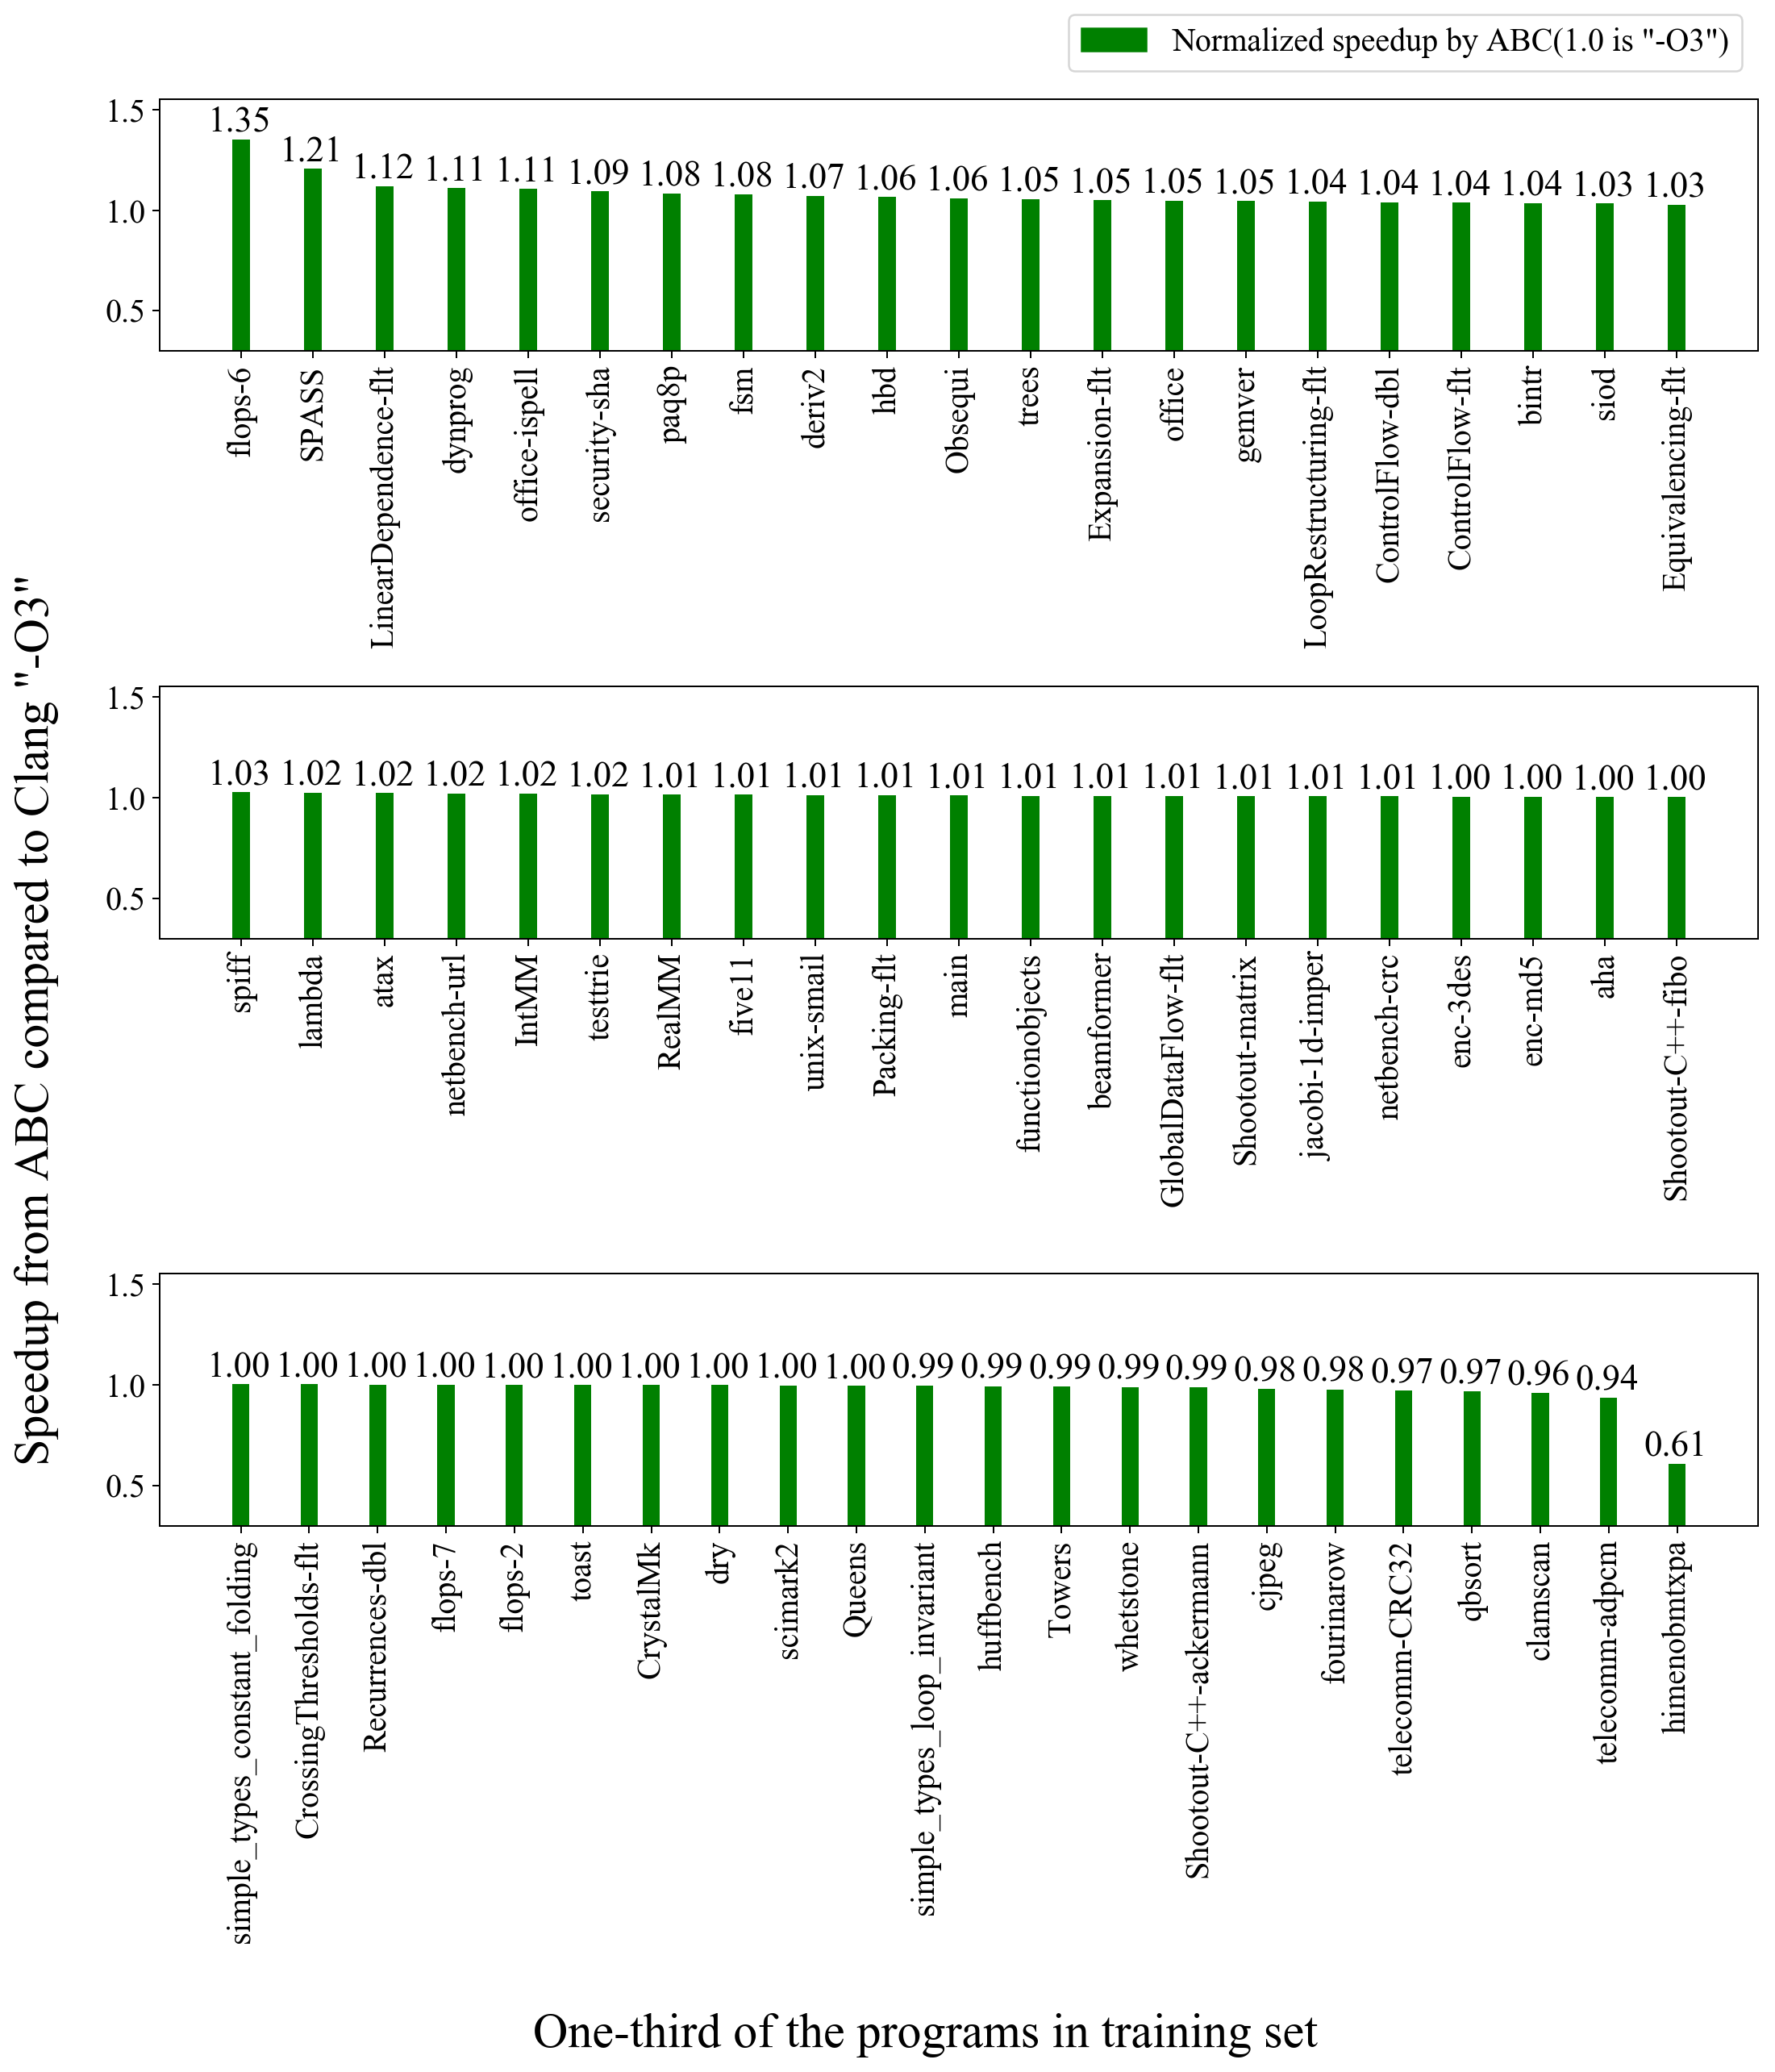 Normalized speedup by ABC(1.0 is "-O3")
Speedup from ABC compared to Clang "-O3"
1.5
1.0
0.5
1.35 1.21 1.12 1.11 1.11 1.09 1.08 1.08 1.07 1.06 1.06 1.05 1.05 1.05 1.05 1.04 1.04 1.04 1.04 1.03 1.03
flops-6
SPASS
LinearDependence-flt
dynprog
office-ispell
security-sha
paq8p
fsm
deriv2
hbd
Obsequi
trees
Expansion-flt
office
genver
LoopRestructuring-flt
ControlFlow-dbl
ControlFlow-flt
bintr
siod
Equivalencing-flt
1.5
1.0
0.5
1.03 1.02 1.02 1.02 1.02 1.02 1.01 1.01 1.01 1.01 1.01 1.01 1.01 1.01 1.01 1.01 1.01 1.00 1.00 1.00 1.00
spiff
lambda
atax
netbench-url
IntMM
testtrie
RealMM
five11
unix-smail
Packing-flt
main
functionobjects
beamformer
GlobalDataFlow-flt
Shootout-matrix
jacobi-1d-imper
netbench-crc
enc-3des
enc-md5
aha
Shootout-C++-fibo
1.5
1.0
0.5
1.00 1.00 1.00 1.00 1.00 1.00 1.00 1.00 1.00 1.00 0.99 0.99 0.99 0.99 0.99 0.98 0.98 0.97 0.97 0.96 0.94 0.61
simple_types_constant_folding
CrossingThresholds-flt
Recurrences-dbl
flops-7
flops-2
toast
CrystalMk
dry
scimark2
Queens
simple_types_loop_invariant
huffbench
Towers
whetstone
Shootout-C++-ackermann
cjpeg
fourinarow
telecomm-CRC32
qbsort
clamscan
telecomm-adpcm
himenobmtxpa
One-third of the programs in training set